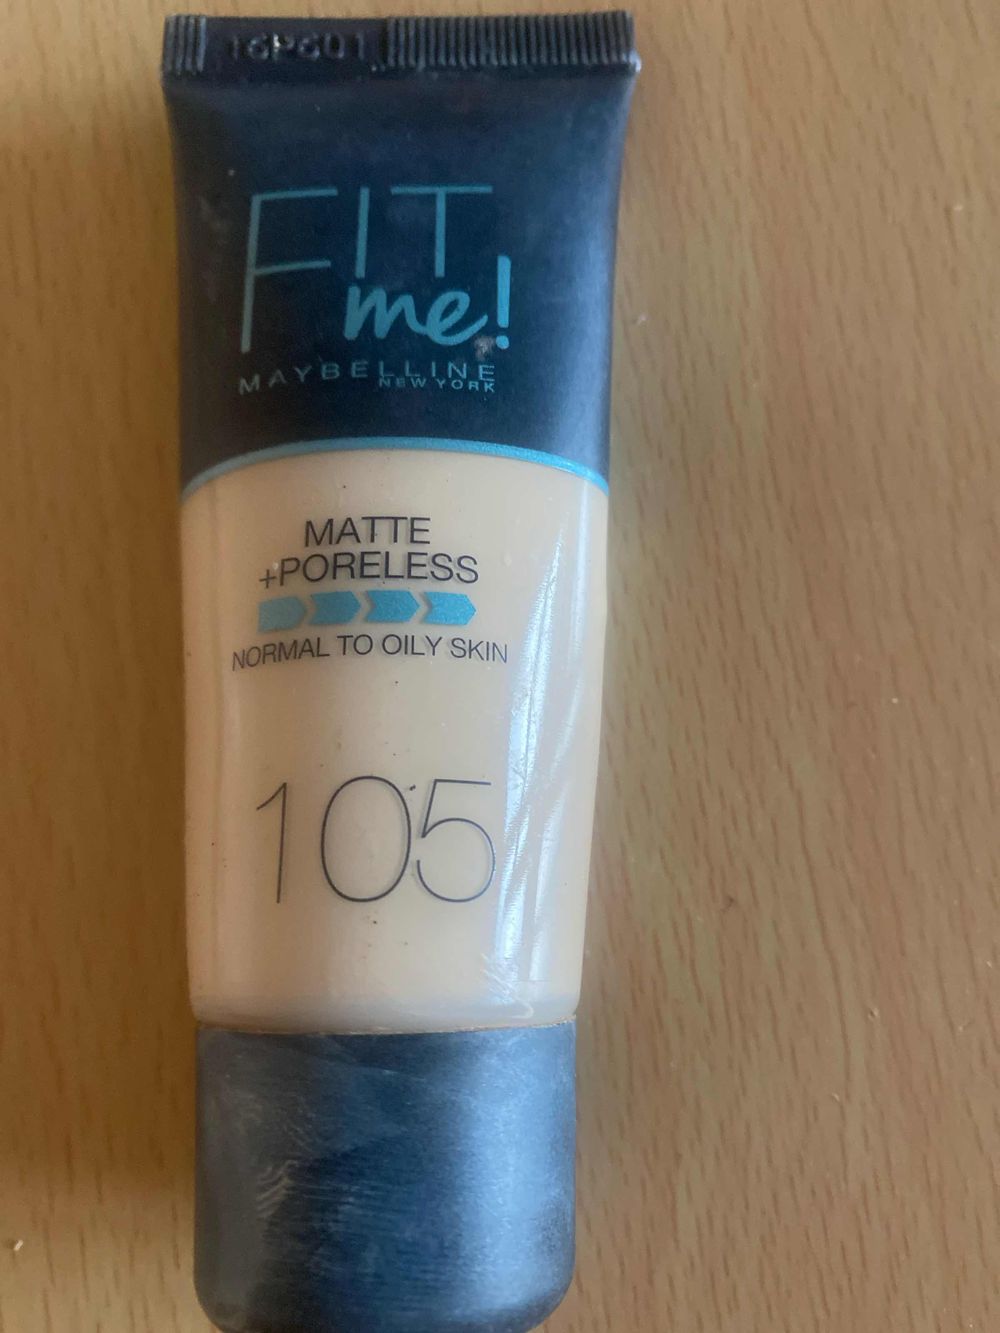 16P601
FIT
me!
MAYBELLINE
NEW YORK
MATTE
+PORELESS
NORMAL TO OILY SKIN
105